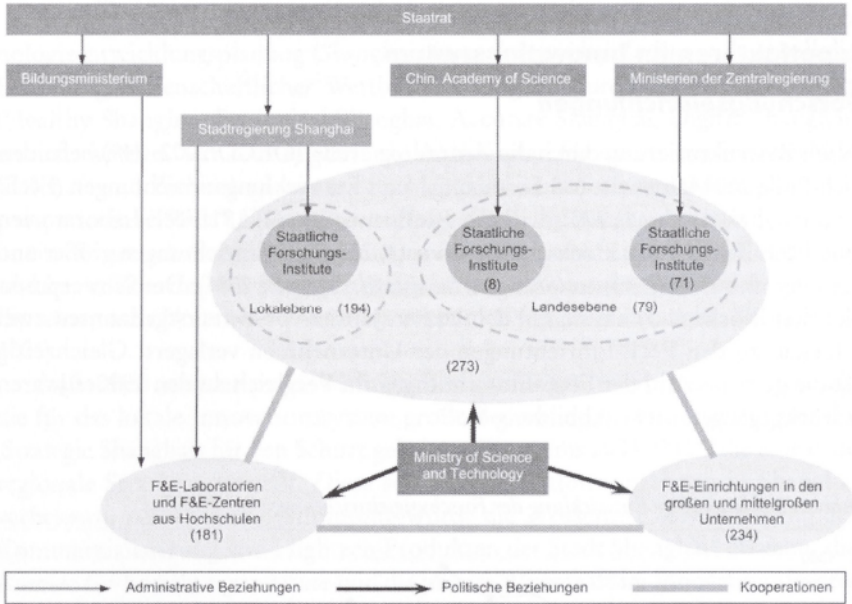 Staatrat
Bildungsministerium
Chin. Academy of Science
Ministerien der Zentralregierung
Stadtregierung Shanghai
Staatliche
Forschungs-
Institute
Staatliche
Forschungs-
Institute
(8)
Staatliche
Forschungs-
Institute
(71)
Lokalebene (194)
Landesebene (79)
(273)
Ministry of Science
and Technology
F&E-Laboratorien
und F&E-Zentren
aus Hochschulen
(181)
F&E-Einrichtungen in den
großen und mittelgroßen
Unternehmen
(234)
Administrative Beziehungen
Politische Beziehungen
Kooperationen